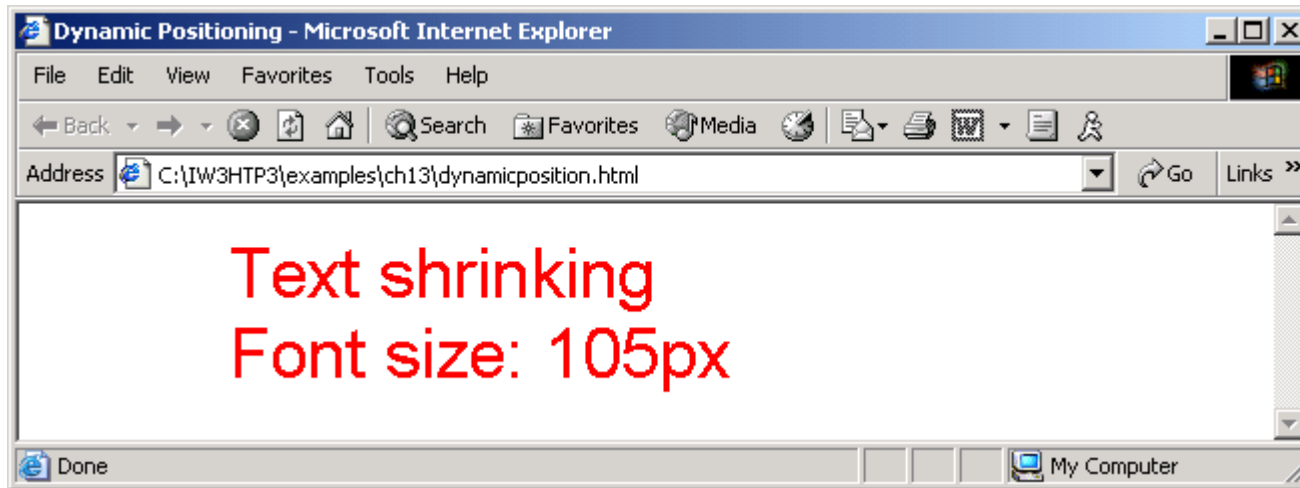 Dynamic Positioning - Microsoft Internet Explorer
File Edit View Favorites Tools Help
Back Search Favorites Media
Address C:\IW3HTP3\examples\ch13\dynamicposition.html Go Links »
Text shrinking
Font size: 105px
Done My Computer